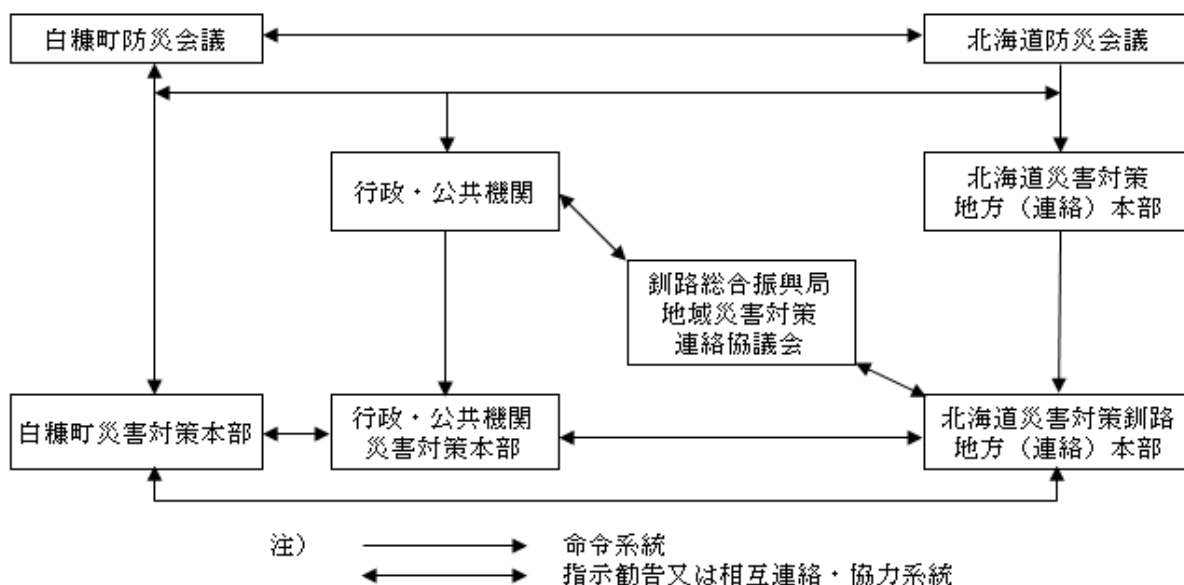 白糠町防災会議
北海道防災会議
行政・公共機関
北海道災害対策
地方（連絡）本部
釧路総合振興局
地域災害対策
連絡協議会
白糠町災害対策本部
行政・公共機関
災害対策本部
北海道災害対策釧路
地方（連絡）本部
注）
命令系統
指示勧告又は相互連絡・協力系統